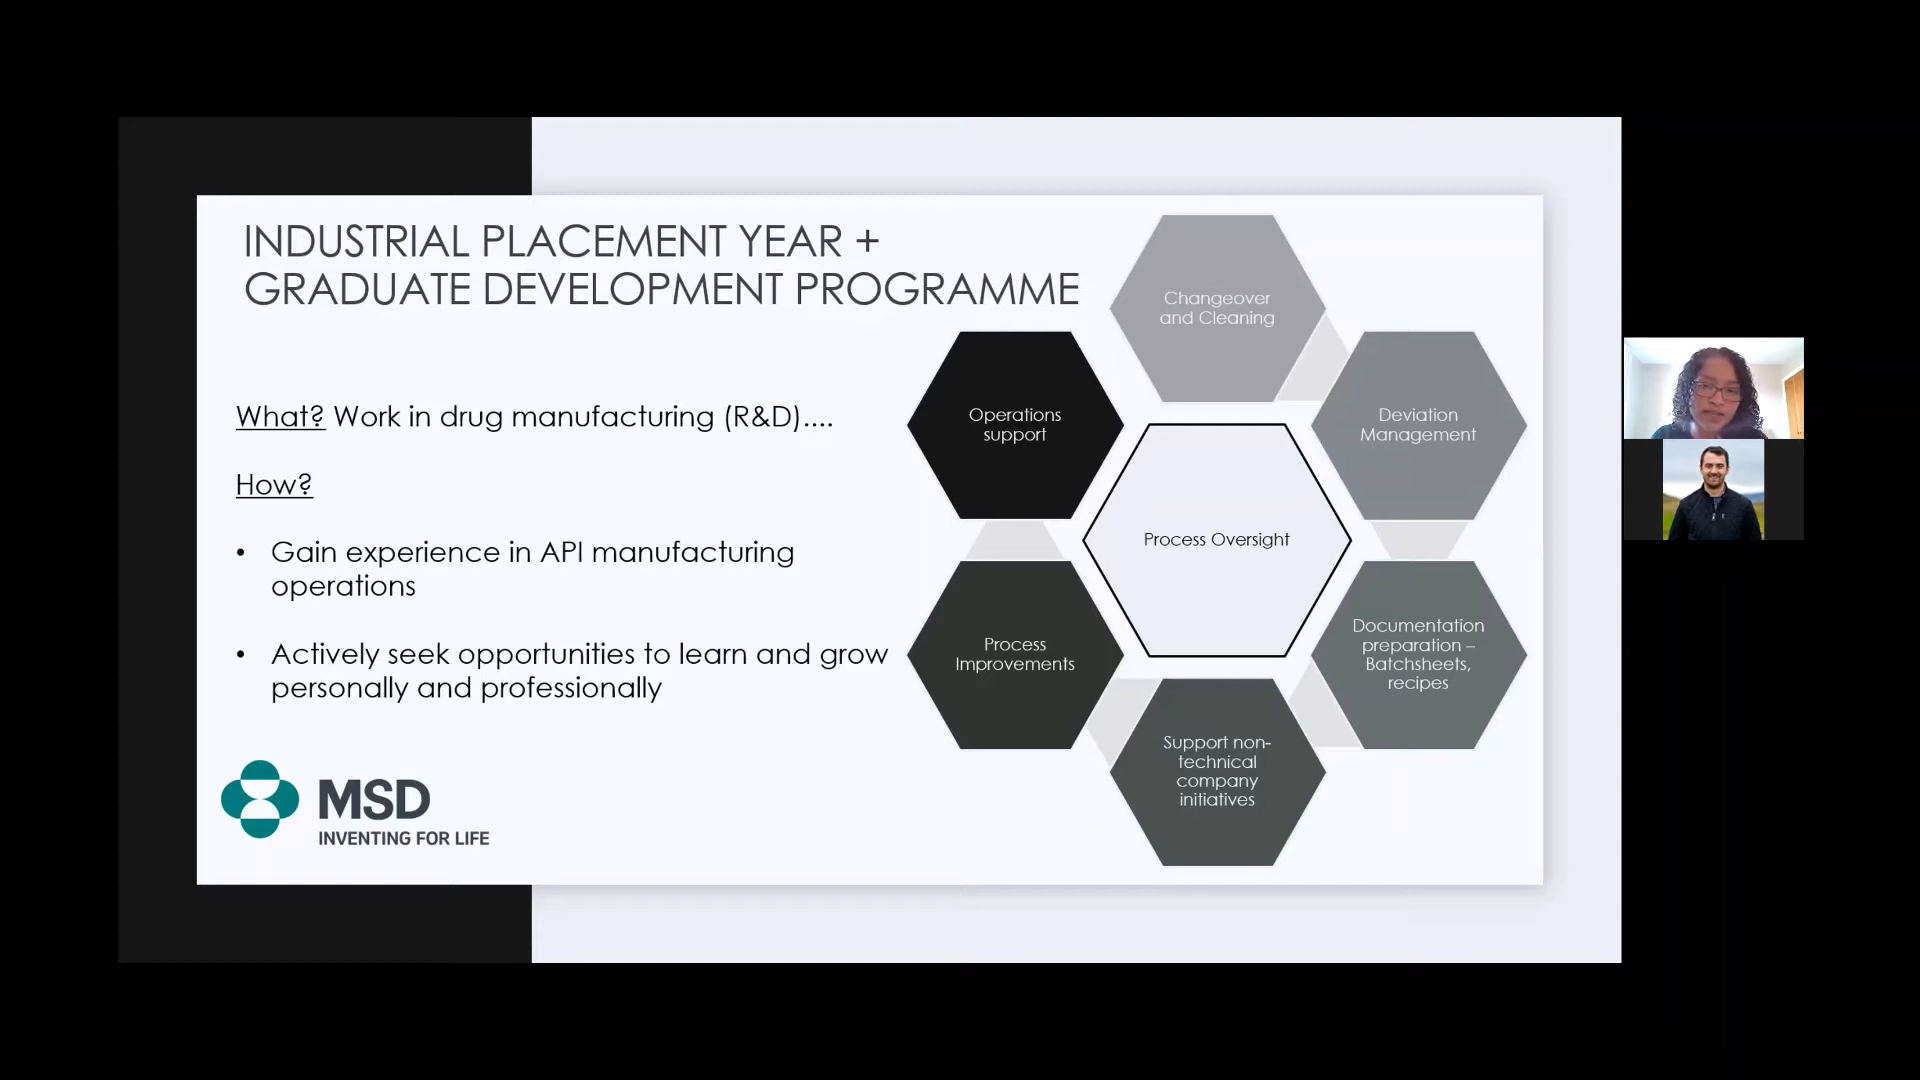 INDUSTRIAL PLACEMENT YEAR +
GRADUATE DEVELOPMENT PROGRAMME
What? Work in drug manufacturing (R&D)....
How?
• Gain experience in API manufacturing
operations
• Actively seek opportunities to learn and grow
personally and professionally
MSD
INVENTING FOR LIFE
Changeover
and Cleaning
Deviation
Management
Documentation
preparation –
Batchsheets,
recipes
Support non-
technical
company
initiatives
Process
Improvements
Operations
support
Process Oversight